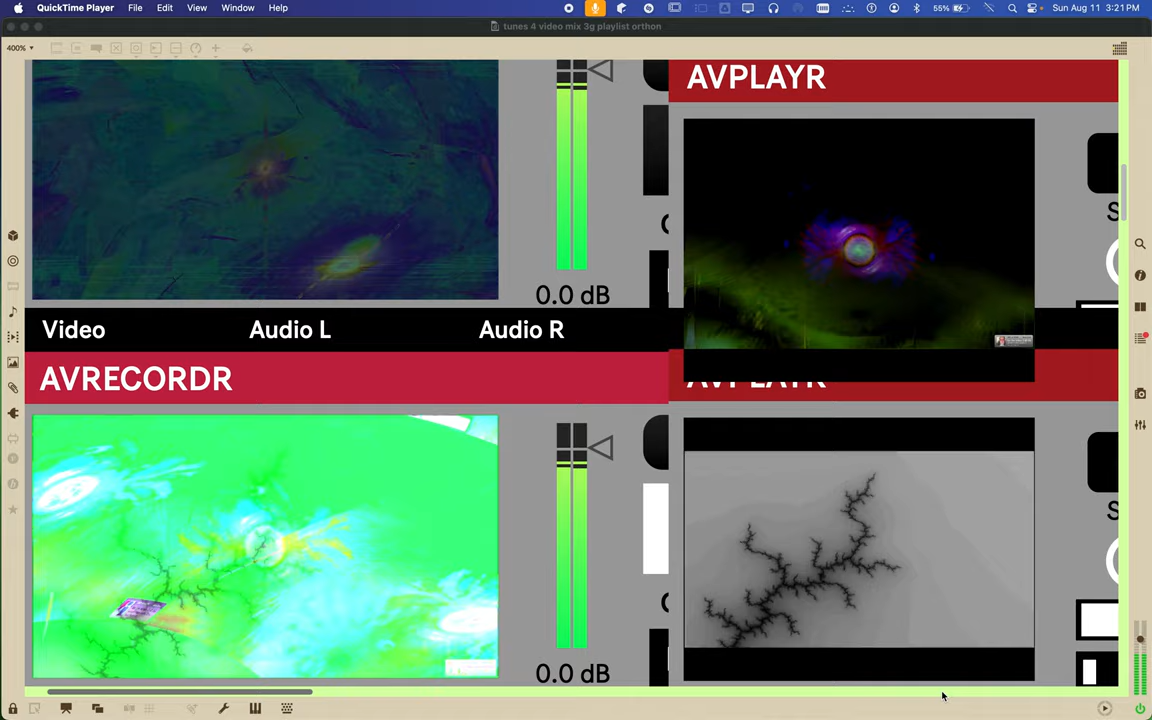 QuickTime Player File Edit View Window Help 55% Sun Aug 11 3:21 PM
tunes 4 video mix 3g playlist orthon
400%
AVPLAYR
0.0 dB
Video Audio L Audio R
AVRECORDR
AVPLAYR
0.0 dB